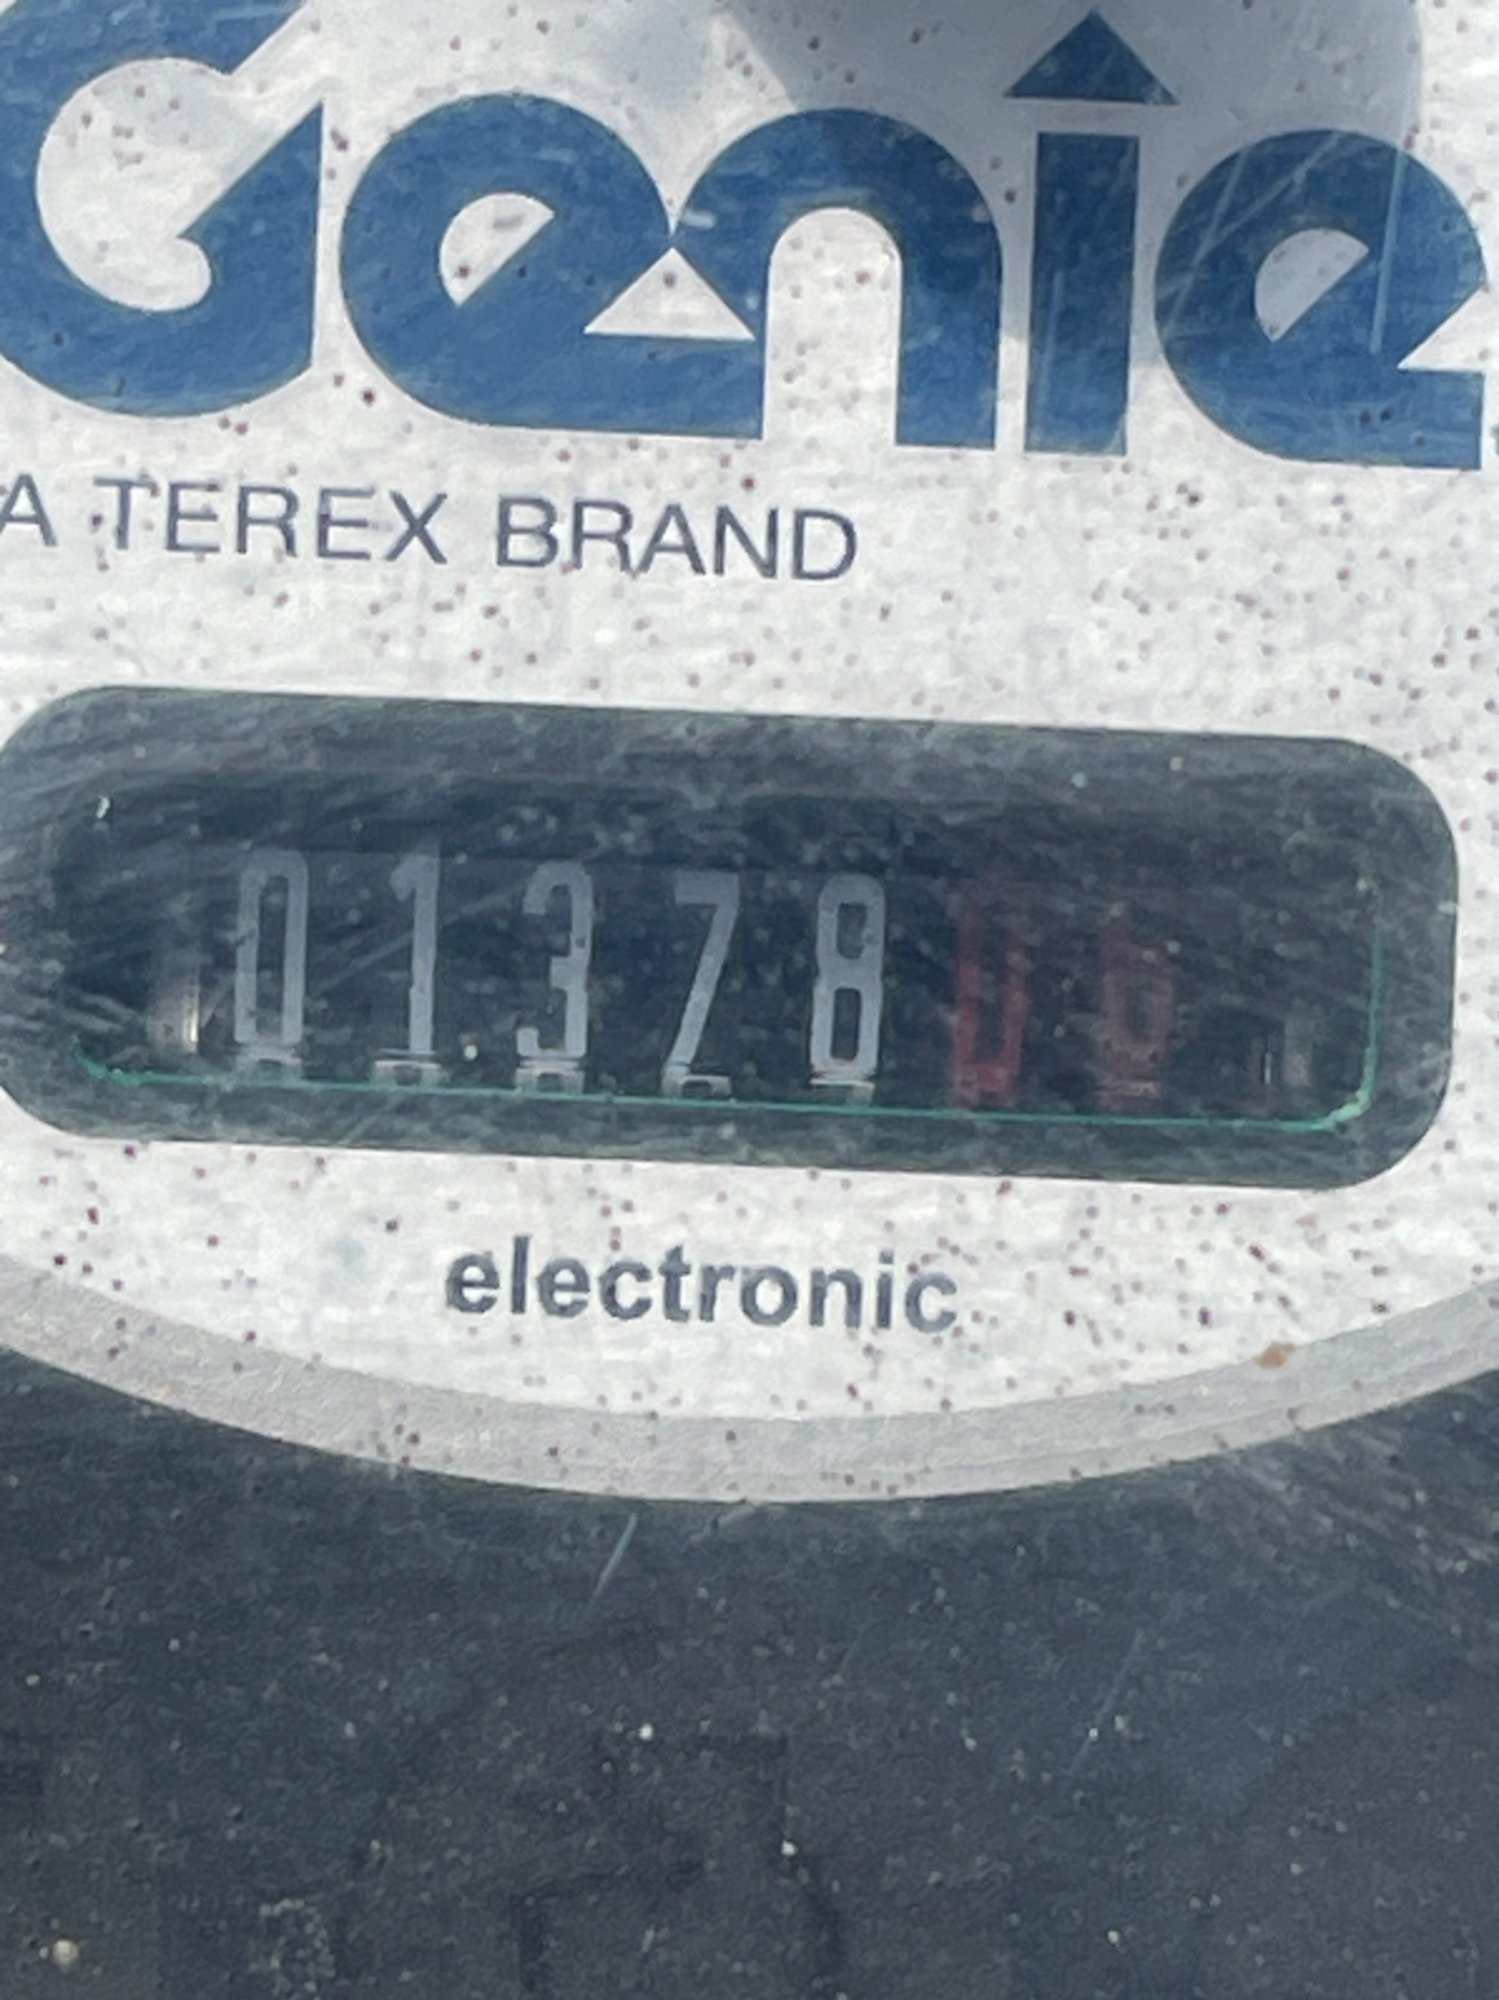 Genie
A TEREX BRAND
0137806
electronic